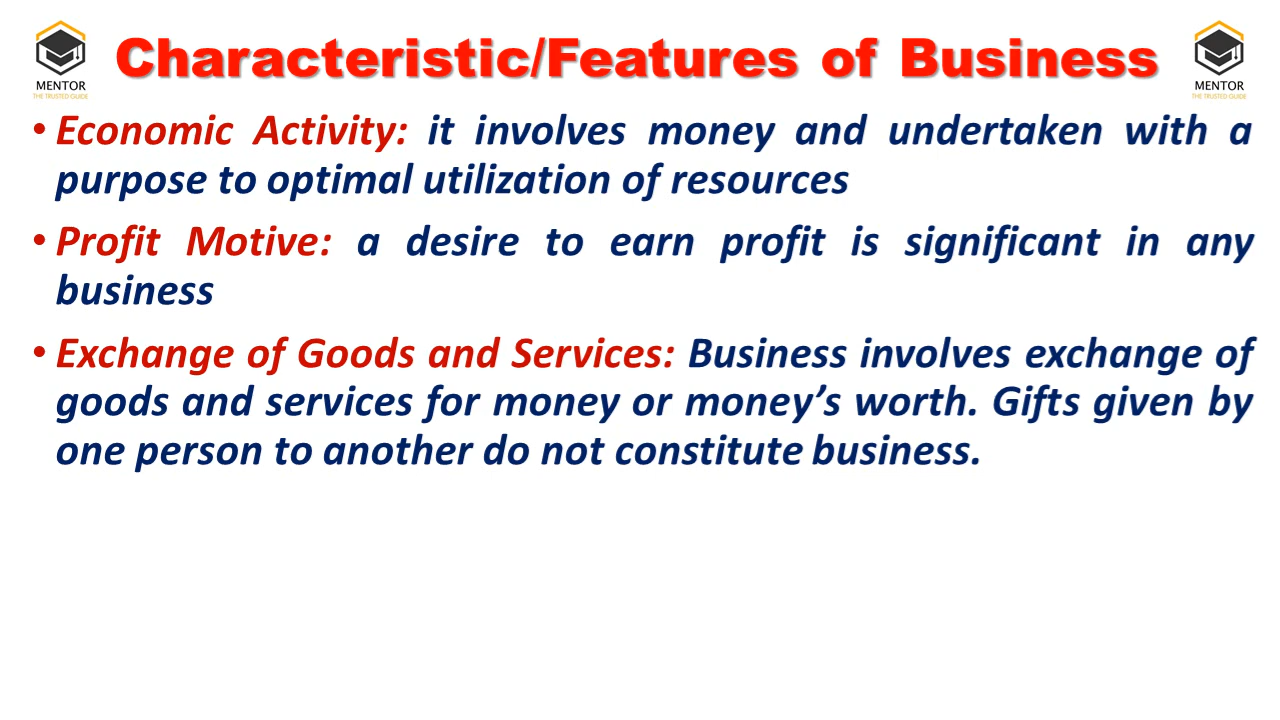 MENTOR
THE TRUSTED GUIDE
Characteristic/Features of Business
MENTOR
THE TRUSTED GUIDE
• Economic Activity: it involves money and undertaken with a
purpose to optimal utilization of resources
• Profit Motive: a desire to earn profit is significant in any
business
• Exchange of Goods and Services: Business involves exchange of
goods and services for money or money’s worth. Gifts given by
one person to another do not constitute business.